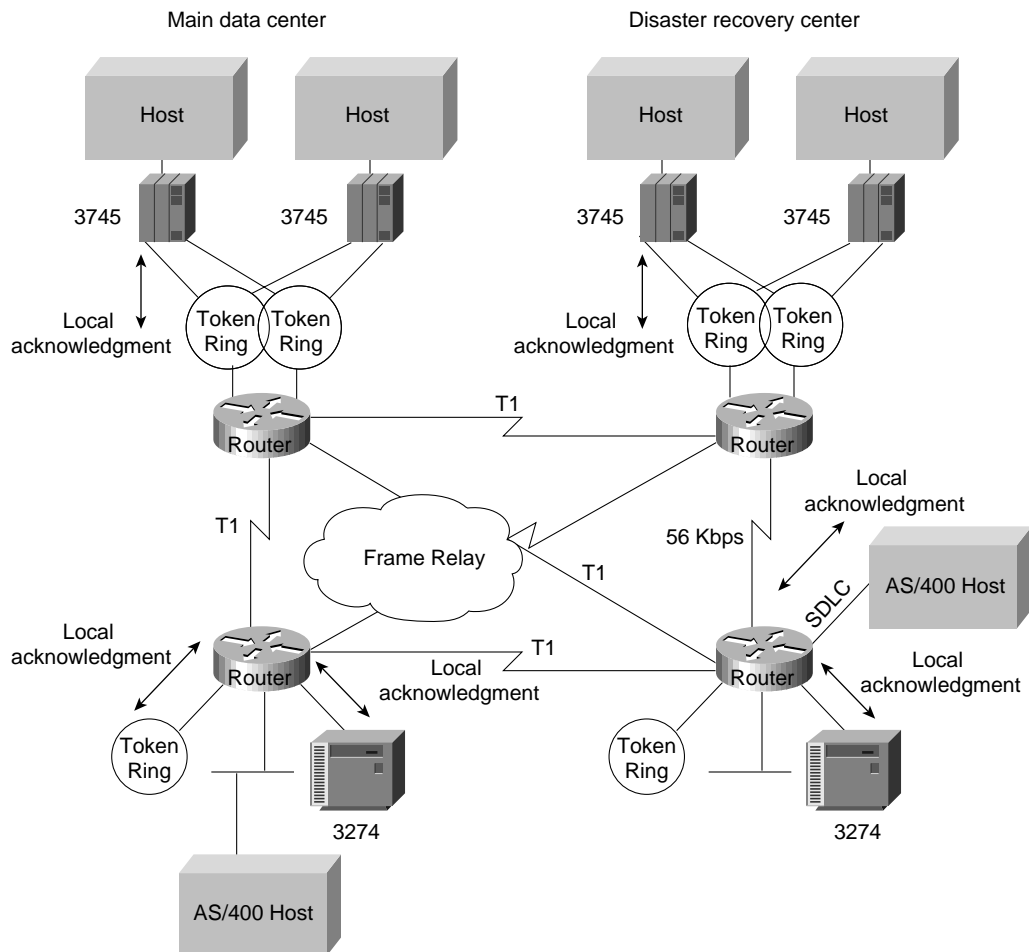 Main data center
Disaster recovery center
Host
Host
Host
Host
3745
3745
3745
3745
Local
acknowledgment
Token
Ring
Token
Ring
Local
acknowledgment
Token
Ring
Token
Ring
Router
T1
Router
T1
Frame Relay
T1
56 Kbps
Local
acknowledgment
SDLC
AS/400 Host
Local
acknowledgment
Router
T1
Local
acknowledgment
Router
Local
acknowledgment
Token
Ring
3274
Token
Ring
3274
AS/400 Host